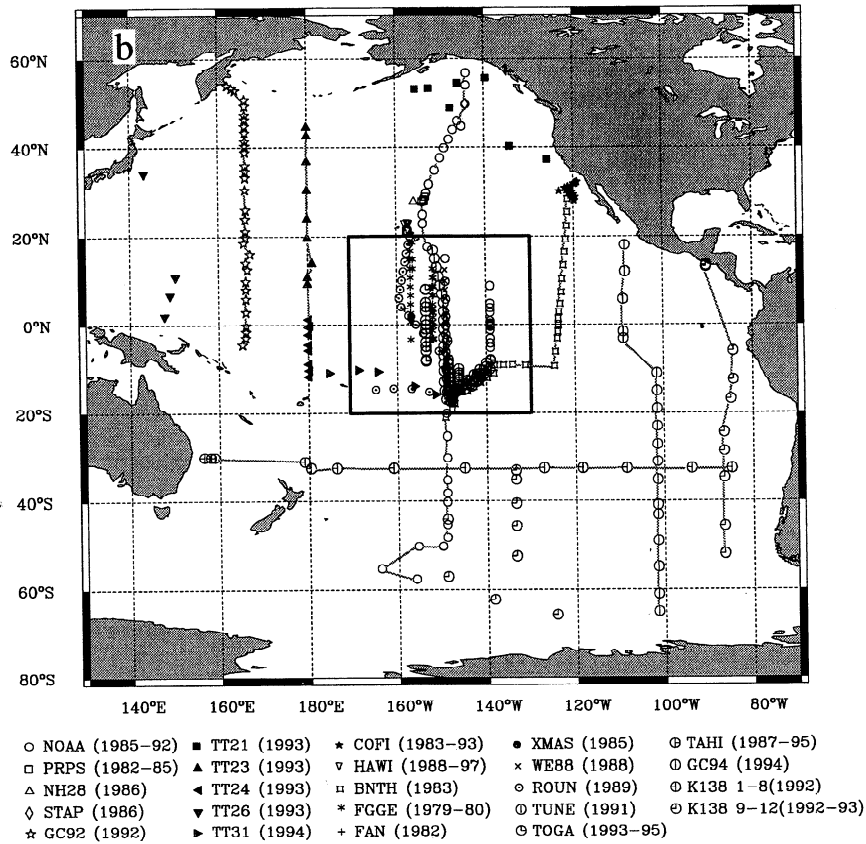 b
60°N
40°N
20°N
0°N
20°S
40°S
60°S
80°S
140°E 160°E 180°E 160°W 140°W 120°W 100°W 80°W
NOAA (1985-92) TT21 (1993) COFI (1983-93) XMAS (1985) TAHI (1987-95)
PRPS (1982-85) TT23 (1993) HAWI (1988-97) WE88 (1988) GC94 (1994)
NH28 (1986) TT24 (1993) BNTH (1983) ROUN (1989) K138 1-8(1992)
STAP (1986) TT26 (1993) FGGE (1979-80) TUNE (1991) K138 9-12(1992-93)
GC92 (1992) TT31 (1994) FAN (1982) TOGA (1993-95)